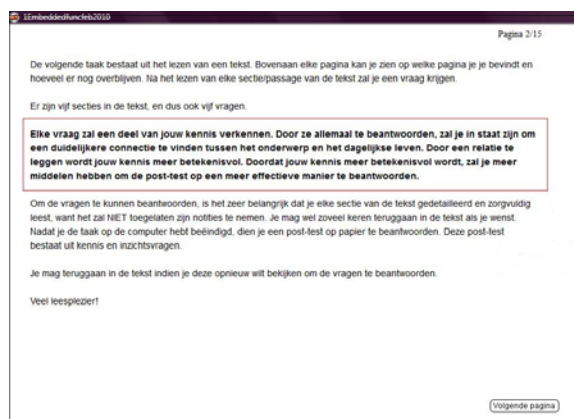 1Embeddedfuncfeb2010
Pagina 2/15
De volgende taak bestaat uit het lezen van een tekst. Bovenaan elke pagina kan je zien op welke pagina je je bevindt en
hoeveel er nog overblijven. Na het lezen van elke sectie/passage van de tekst zal je een vraag krijgen.
Er zijn vijf secties in de tekst, en dus ook vijf vragen.
Elke vraag zal een deel van jouw kennis verkennen. Door ze allemaal te beantwoorden, zal je in staat zijn om
een duidelijkere connectie te vinden tussen het onderwerp en het dagelijkse leven. Door een relatie te
leggen wordt jouw kennis meer betekenisvol. Doordat jouw kennis meer betekenisvol wordt, zal je meer
middelen hebben om de post-test op een meer effectieve manier te beantwoorden.
Om de vragen te kunnen beantwoorden, is het zeer belangrijk dat je elke sectie van de tekst gedetailleerd en zorgvuldig
leest, want het zal NIET toegelaten zijn notities te nemen. Je mag wel zoveel keren teruggaan in de tekst als je wenst.
Nadat je de taak op de computer hebt beëindigd, dien je een post-test op papier te beantwoorden. Deze post-test
bestaat uit kennis en inzichtsvragen.
Je mag teruggaan in de tekst indien je deze opnieuw wilt bekijken om de vragen te beantwoorden.
Veel leesplezier!
Volgende pagina